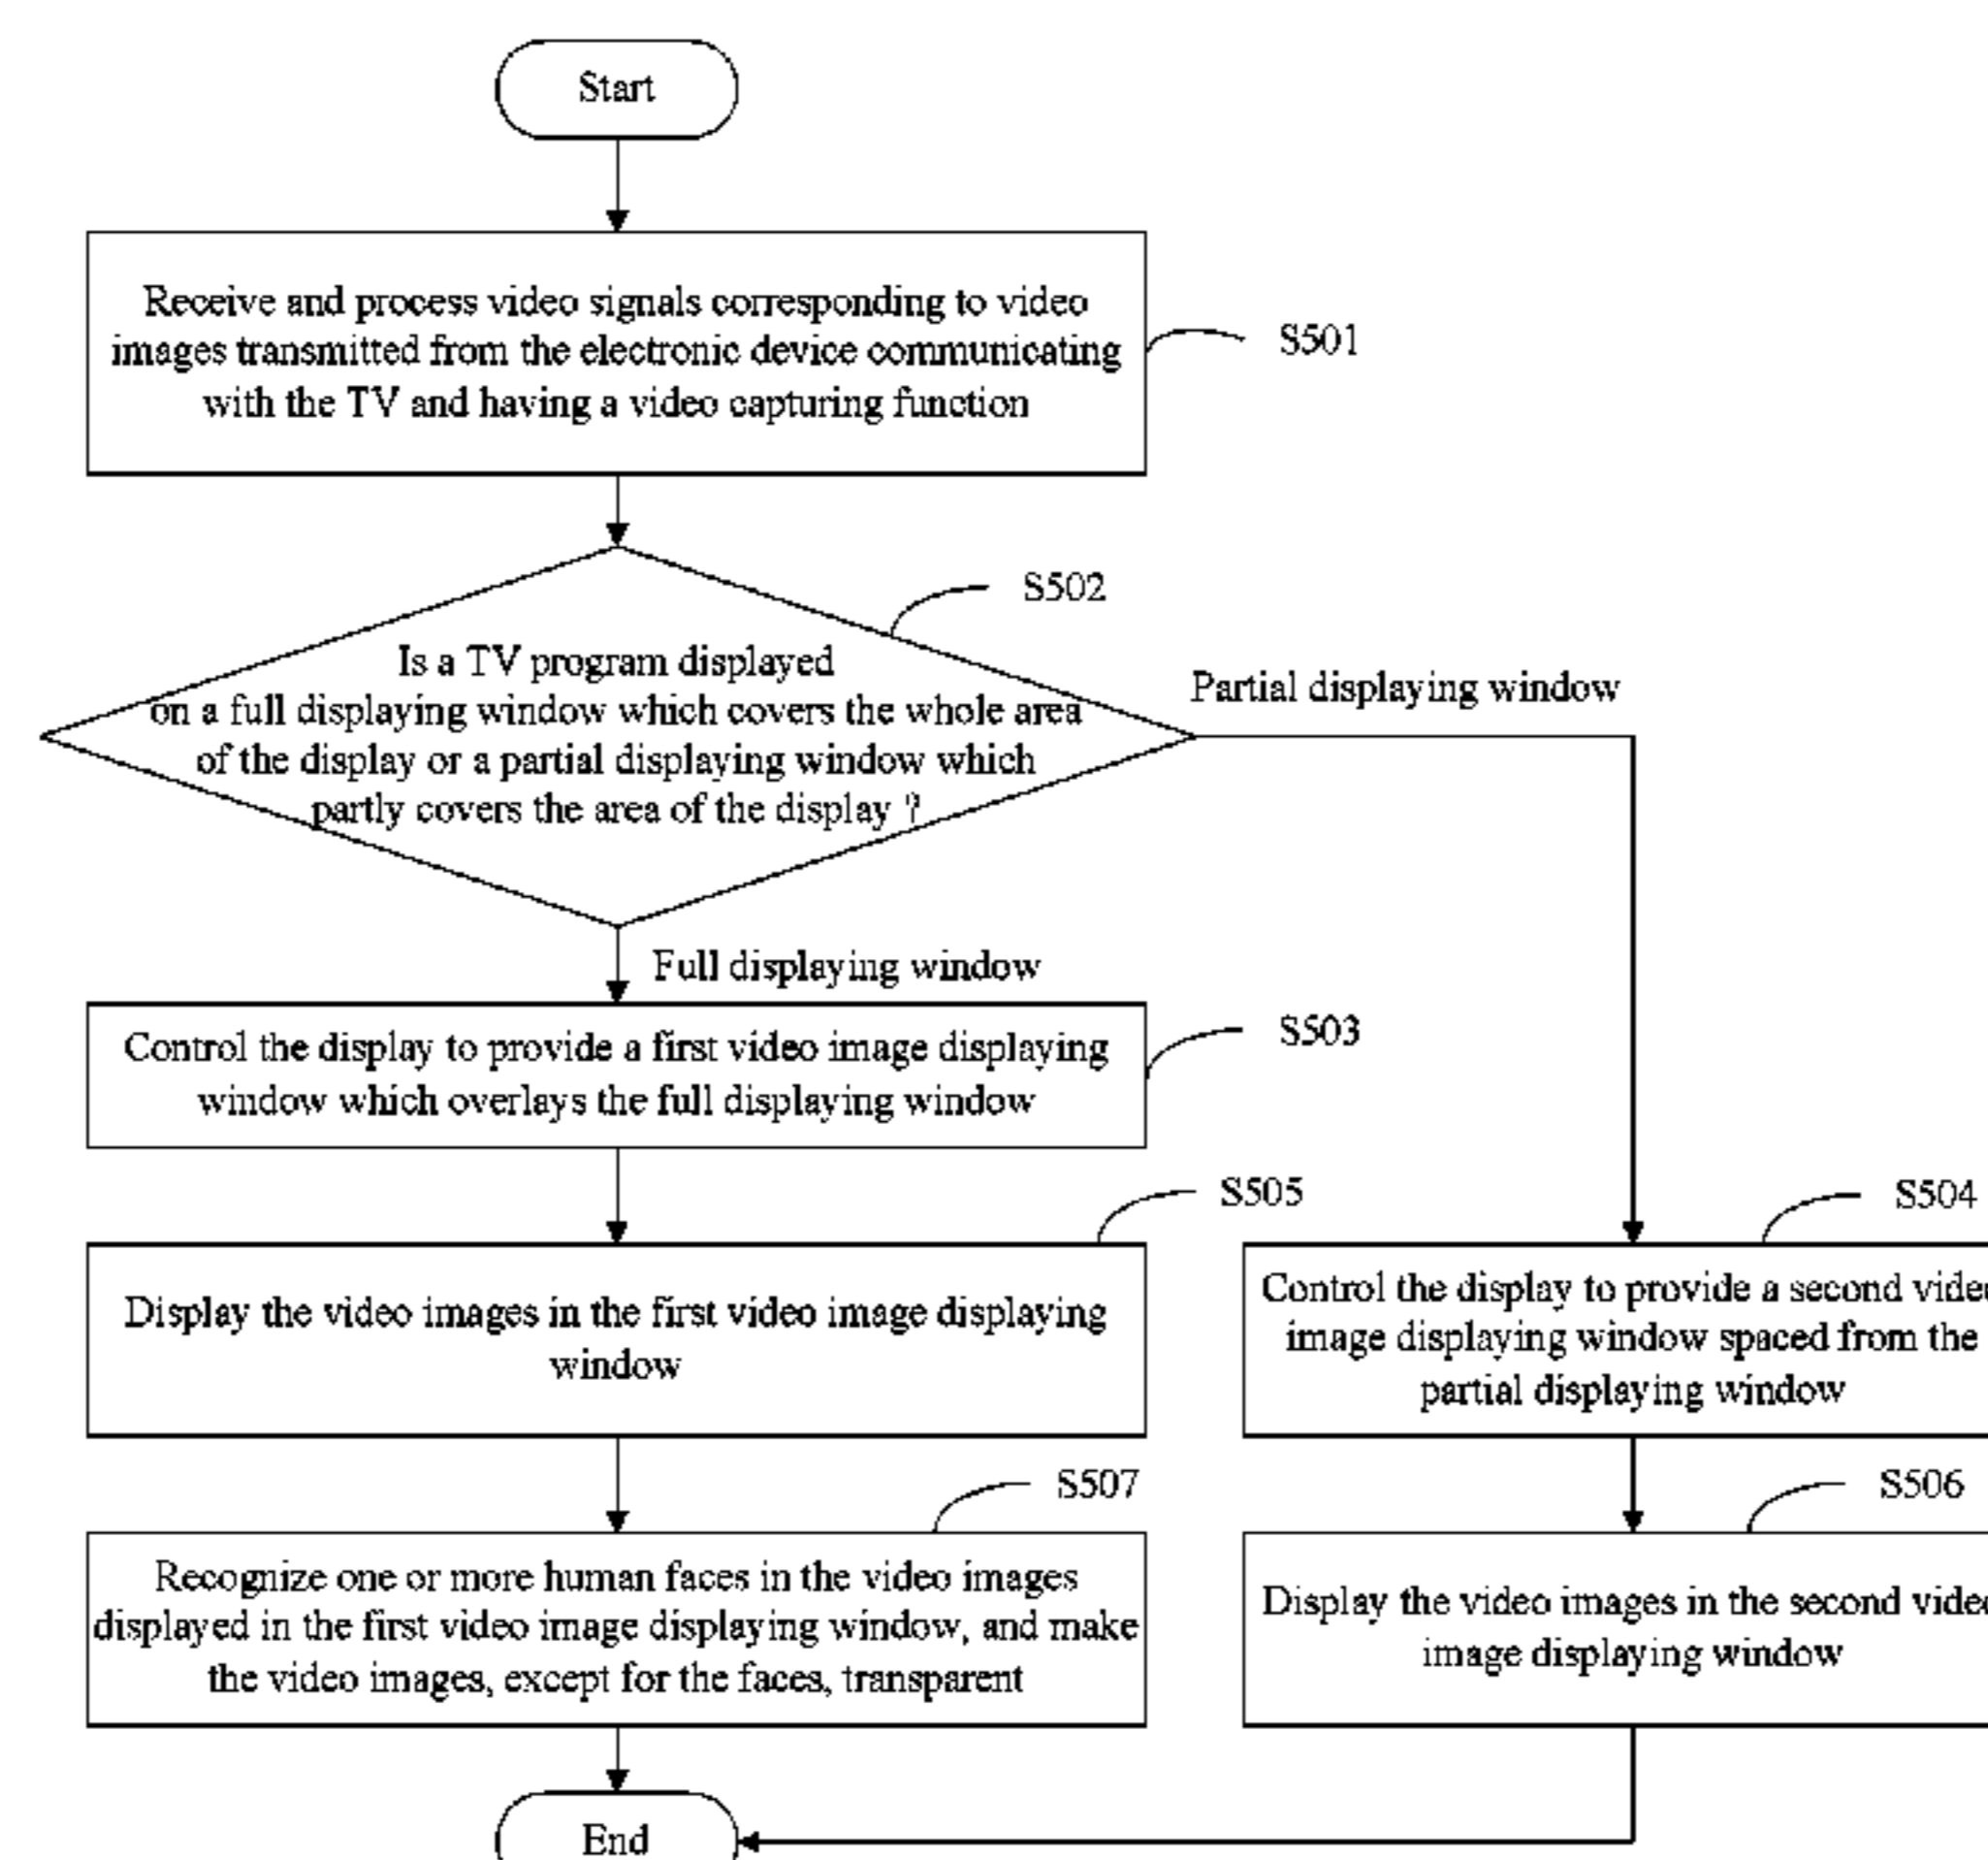 Start
Receive and process video signals corresponding to video
images transmitted from the electronic device communicating
with the TV and having a video capturing function
S501
S502
Is a TV program displayed
on a full displaying window which covers the whole area
of the display or a partial displaying window which
partly covers the area of the display ?
Partial displaying window
Full displaying window
Control the display to provide a first video image displaying
window which overlays the full displaying window
S503
S505
Display the video images in the first video image displaying
window
S504
Control the display to provide a second video
image displaying window spaced from the
partial displaying window
S507
Recognize one or more human faces in the video images
displayed in the first video image displaying window, and make
the video images, except for the faces, transparent
S506
Display the video images in the second video
image displaying window
End